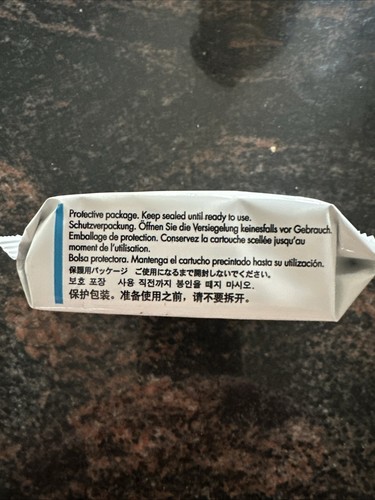 Protective package. Keep sealed until ready to use.
Schutzverpackung. Öffnen Sie die Versiegelung keinesfalls vor Gebrauch.
Emballage de protection. Conservez la cartouche scellée jusqu'au
moment de l'utilisation.
Bolsa protectora. Mantenga el cartucho precintado hasta su utilización.
保護用パッケージ ご使用になるまで開封しないでください。
보호 포장 사용 직전까지 봉인을 떼지 마시오.
保护包装。准备使用之前，请不要拆开。